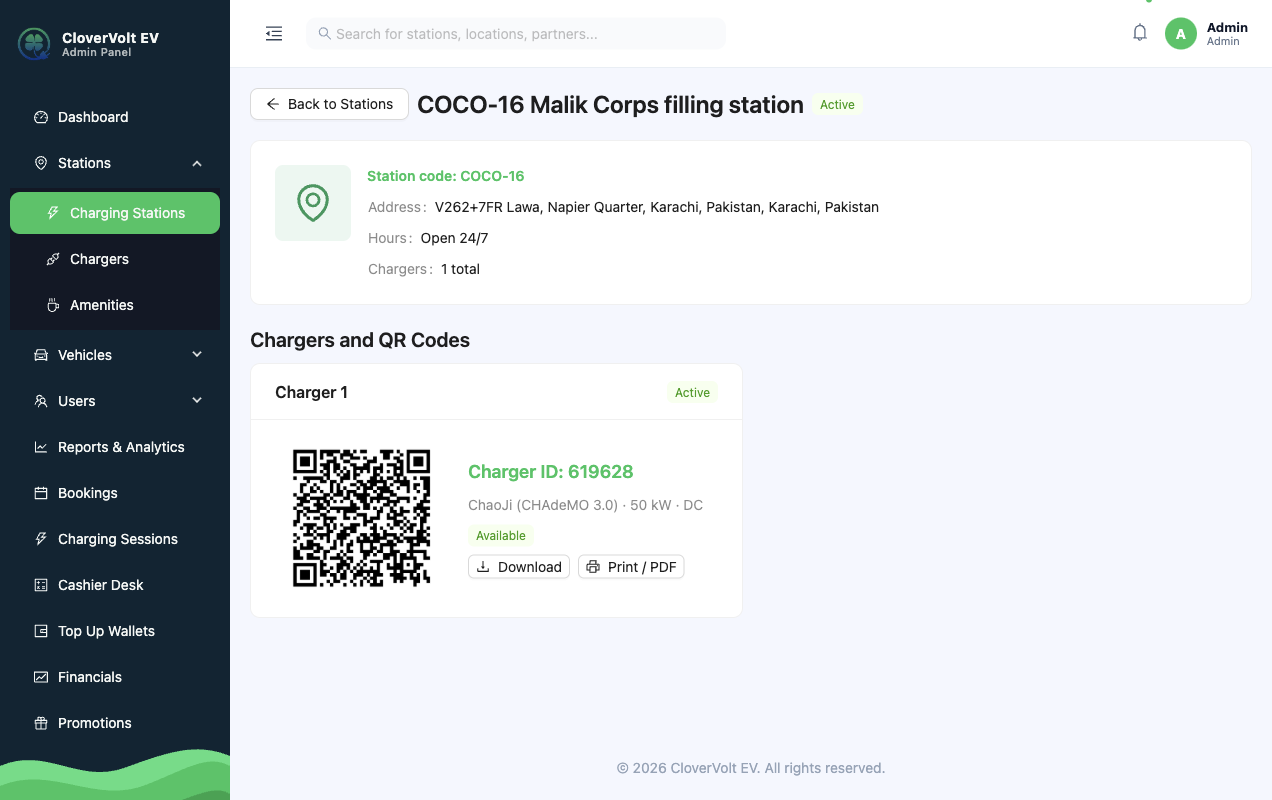 CloverVolt EV
Admin Panel
Dashboard
Stations
Charging Stations
Chargers
Amenities
Vehicles
Users
Reports & Analytics
Bookings
Charging Sessions
Cashier Desk
Top Up Wallets
Financials
Promotions
Search for stations, locations, partners...
A
Admin
Admin
Back to Stations
COCO-16 Malik Corps filling station
Active
Station code: COCO-16
Address: V262+7FR Lawa, Napier Quarter, Karachi, Pakistan, Karachi, Pakistan
Hours: Open 24/7
Chargers: 1 total
Chargers and QR Codes
Charger 1
Active
Charger ID: 619628
ChaoJi (CHAdeMO 3.0) · 50 kW · DC
Available
Download
Print / PDF
© 2026 CloverVolt EV. All rights reserved.